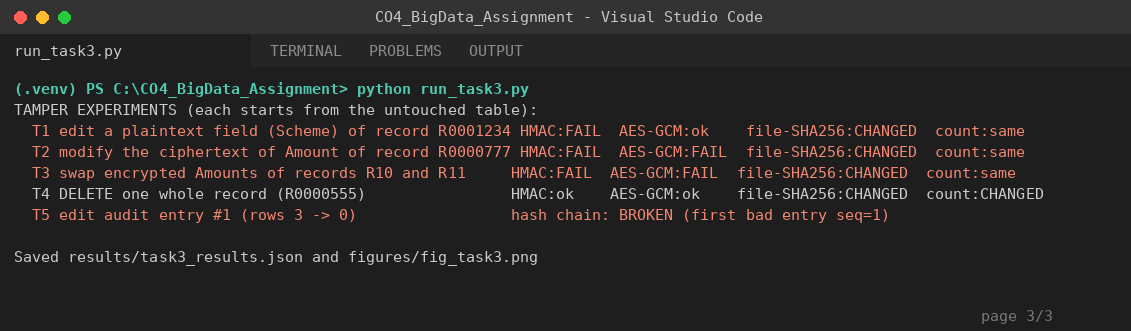 CO4_BigData_Assignment - Visual Studio Code
run_task3.py TERMINAL PROBLEMS OUTPUT
(.venv) PS C:\CO4_BigData_Assignment> python run_task3.py
TAMPER EXPERIMENTS (each starts from the untouched table):
  T1 edit a plaintext field (Scheme) of record R0001234 HMAC:FAIL  AES-GCM:ok    file-SHA256:CHANGED  count:same
  T2 modify the ciphertext of Amount of record R0000777 HMAC:FAIL  AES-GCM:FAIL  file-SHA256:CHANGED  count:same
  T3 swap encrypted Amounts of records R10 and R11     HMAC:FAIL  AES-GCM:FAIL  file-SHA256:CHANGED  count:same
  T4 DELETE one whole record (R0000555)                HMAC:ok    AES-GCM:ok    file-SHA256:CHANGED  count:CHANGED
  T5 edit audit entry #1 (rows 3 -> 0)                 hash chain: BROKEN (first bad entry seq=1)
Saved results/task3_results.json and figures/fig_task3.png
page 3/3